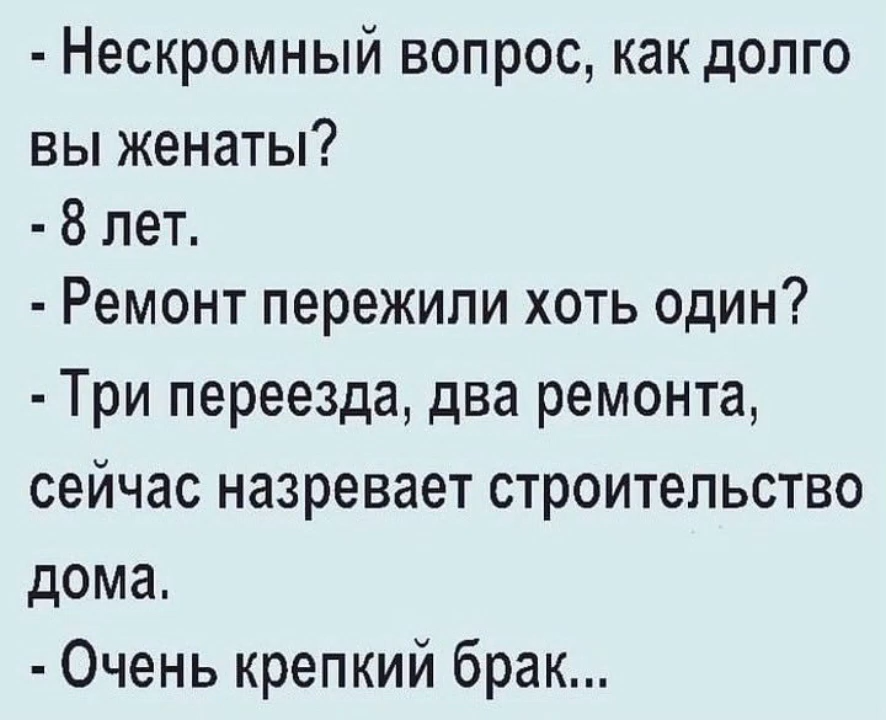 - Нескромный вопрос, как долго
вы женаты?
- 8 лет.
- Ремонт пережили хоть один?
- Три переезда, два ремонта,
сейчас назревает строительство
дома.
- Очень крепкий брак...